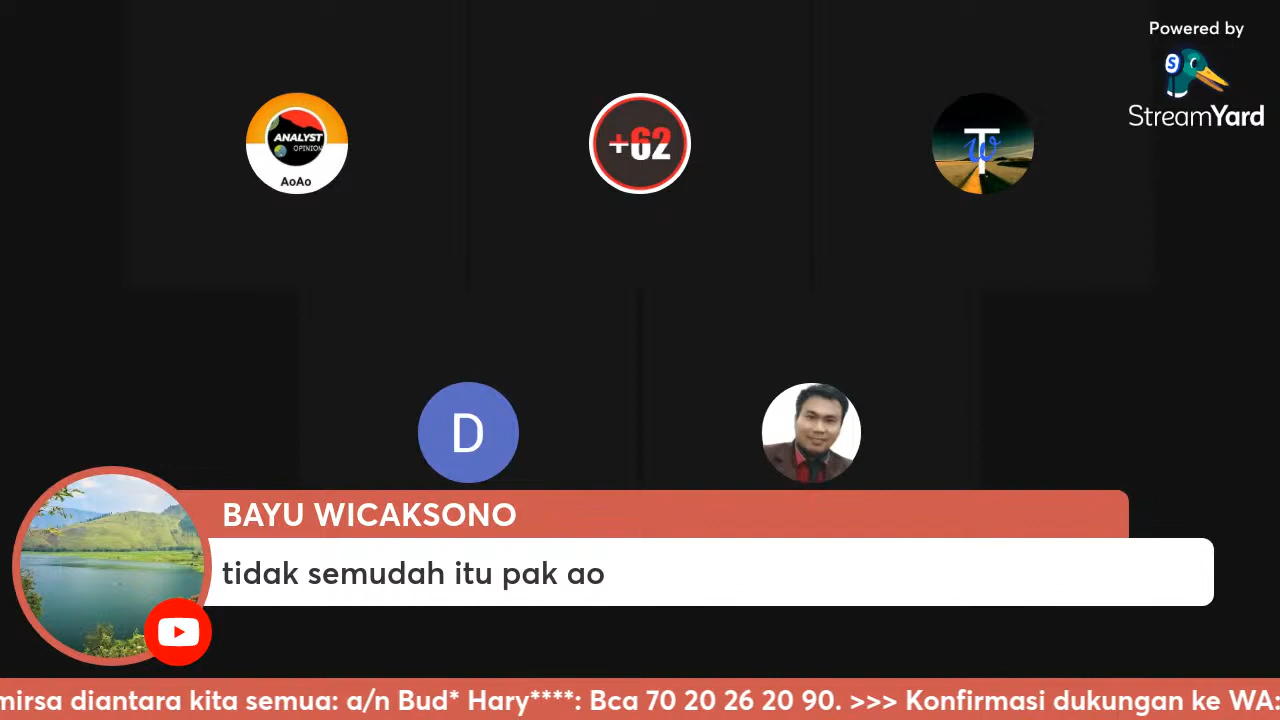 Powered by
StreamYard
ANALYST
OPINION
AoAo
+62
T
w
D
BAYU WICAKSONO
tidak semudah itu pak ao
mirsa diantara kita semua: a/n Bud* Hary****: Bca 70 20 26 20 90. >>> Konfirmasi dukungan ke WA: